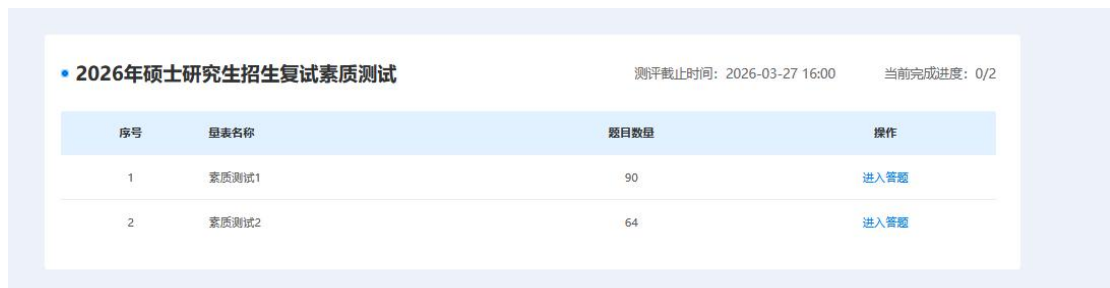 2026年硕士研究生招生复试素质测试 测评截止时间：2026-03-27 16:00 当前完成进度：0/2
序号 量表名称 题目数量 操作
1 素质测试1 90 进入答题
2 素质测试2 64 进入答题